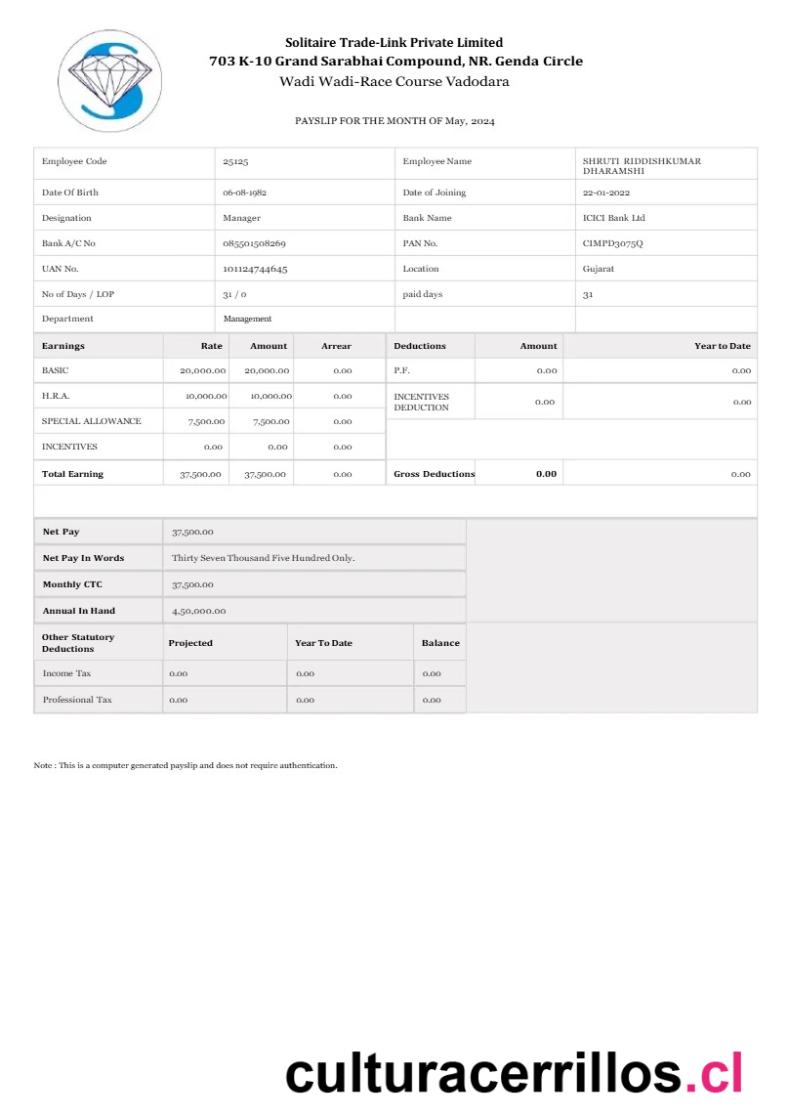 Solitaire Trade-Link Private Limited
703 K-10 Grand Sarabhai Compound, NR. Genda Circle
Wadi Wadi-Race Course Vadodara
PAYSLIP FOR THE MONTH OF May, 2024
Employee Code 25125 Employee Name SHRUTI RIDDISHKUMAR
DHARAMSHI
Date Of Birth 06-08-1982 Date of Joining 22-01-2022
Designation Manager Bank Name ICICI Bank Ltd
Bank A/C No 085501508269 PAN No. CIMPD3075Q
UAN No. 101124744645 Location Gujarat
No of Days / LOP 31 / 0 paid days 31
Department Management
Earnings Rate Amount Arrear Deductions Amount Year to Date
BASIC 20,000.00 20,000.00 0.00 P.F. 0.00 0.00
H.R.A. 10,000.00 10,000.00 0.00 INCENTIVES
DEDUCTION 0.00 0.00
SPECIAL ALLOWANCE 7,500.00 7,500.00 0.00
INCENTIVES 0.00 0.00 0.00
Total Earning 37,500.00 37,500.00 0.00 Gross Deductions 0.00 0.00
Net Pay 37,500.00
Net Pay In Words Thirty Seven Thousand Five Hundred Only.
Monthly CTC 37,500.00
Annual In Hand 4,50,000.00
Other Statutory
Deductions Projected Year To Date Balance
Income Tax 0.00 0.00 0.00
Professional Tax 0.00 0.00 0.00
Note : This is a computer generated payslip and does not require authentication.
culturacerrillos.cl